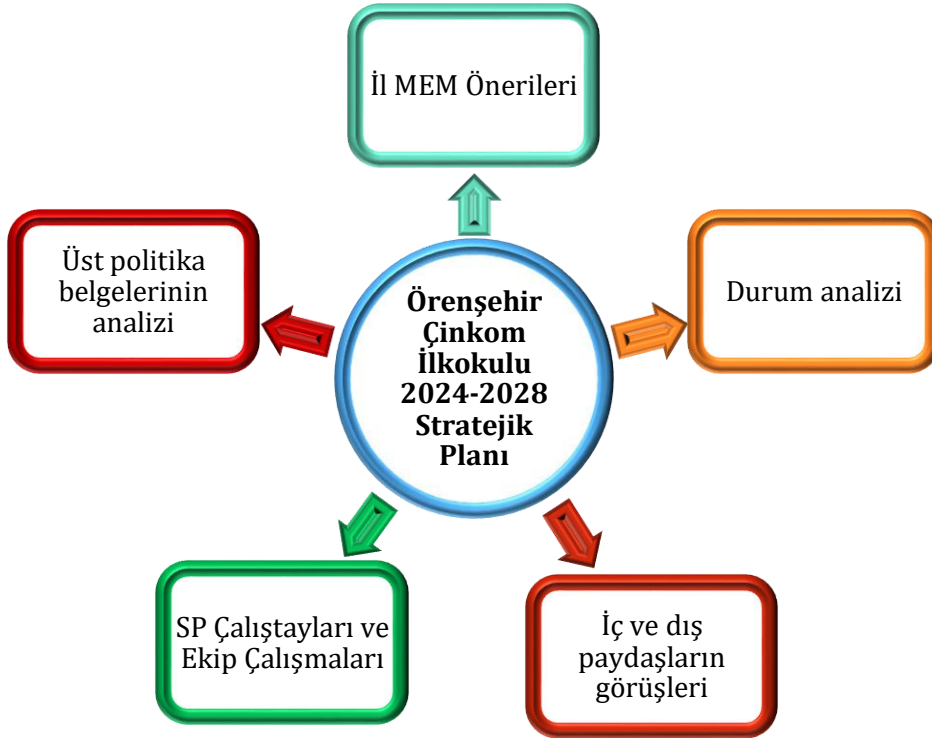 İl MEM Önerileri
Üst politika
belgelerinin
analizi
Durum analizi
Örenşehir
Çinkom
İlkokulu
2024-2028
Stratejik
Planı
SP Çalıştayları ve
Ekip Çalışmaları
İç ve dış
paydaşların
görüşleri